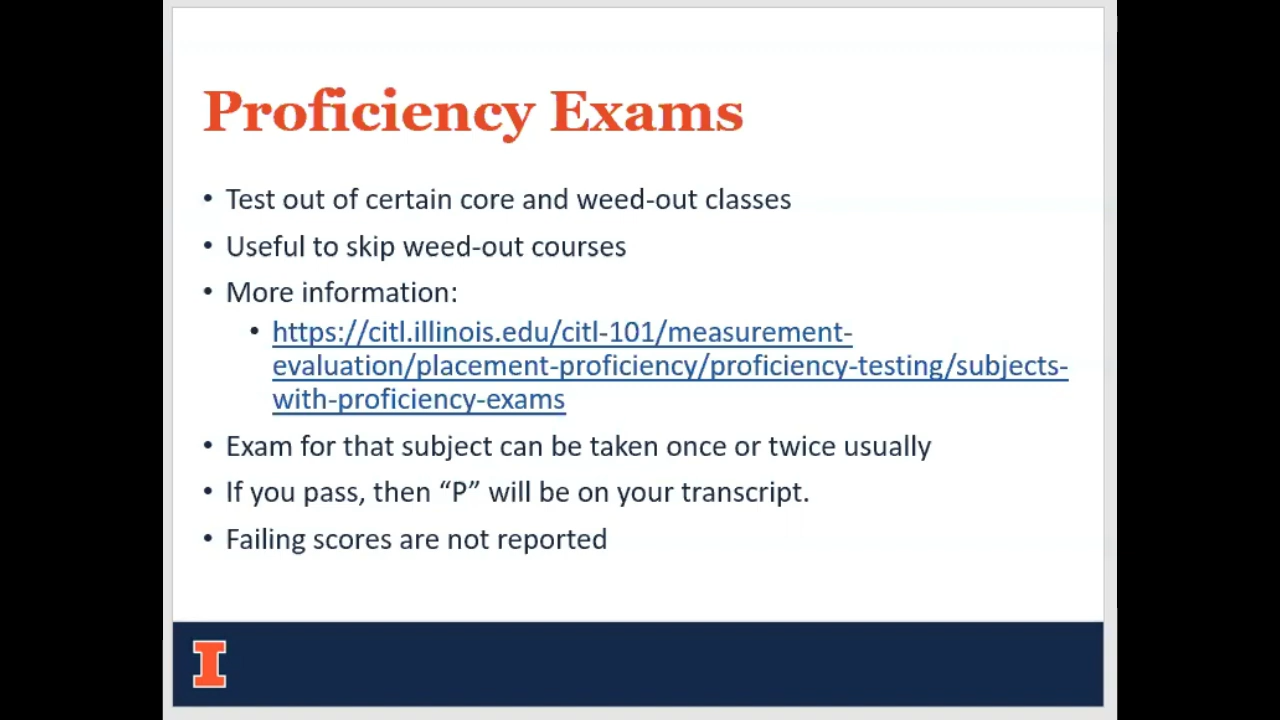 Proficiency Exams
• Test out of certain core and weed-out classes
• Useful to skip weed-out courses
• More information:
• https://citl.illinois.edu/citl-101/measurement-
evaluation/placement-proficiency/proficiency-testing/subjects-
with-proficiency-exams
• Exam for that subject can be taken once or twice usually
• If you pass, then “P” will be on your transcript.
• Failing scores are not reported
I